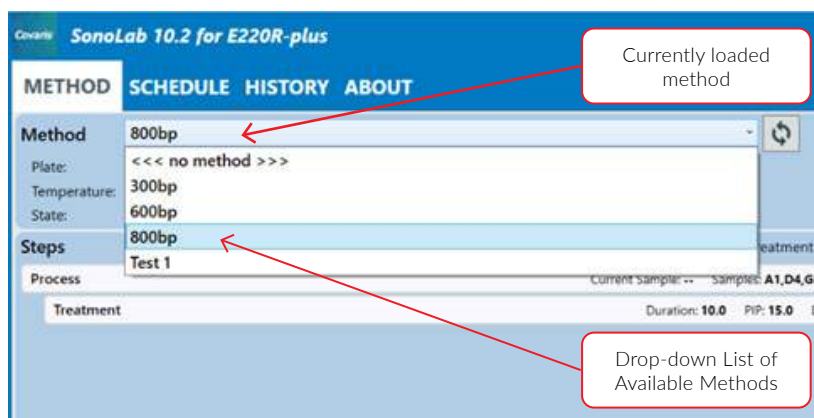 Covaris SonoLab 10.2 for E220R-plus
Currently loaded
method
METHOD SCHEDULE HISTORY ABOUT
Method 800bp
<<< no method >>>
Plate:
300bp
Temperature:
600bp
State:
800bp
Steps
Test 1
Process Current Sample: -- Samples: A1,D4,G
Treatment Duration: 10.0 PIP: 15.0
Drop-down List of
Available Methods